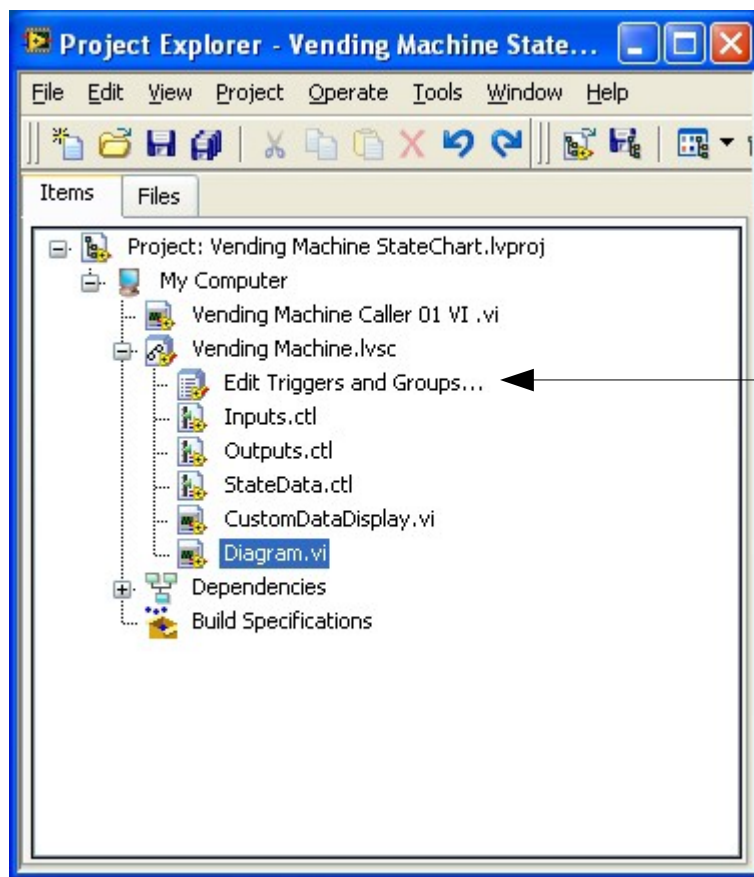 Project Explorer - Vending Machine State...
File Edit View Project Operate Tools Window Help
Items Files
Project: Vending Machine StateChart.lvproj
My Computer
Vending Machine Caller 01 VI .vi
Vending Machine.lvsc
Edit Triggers and Groups...
Inputs.ctl
Outputs.ctl
StateData.ctl
CustomDataDisplay.vi
Diagram.vi
Dependencies
Build Specifications